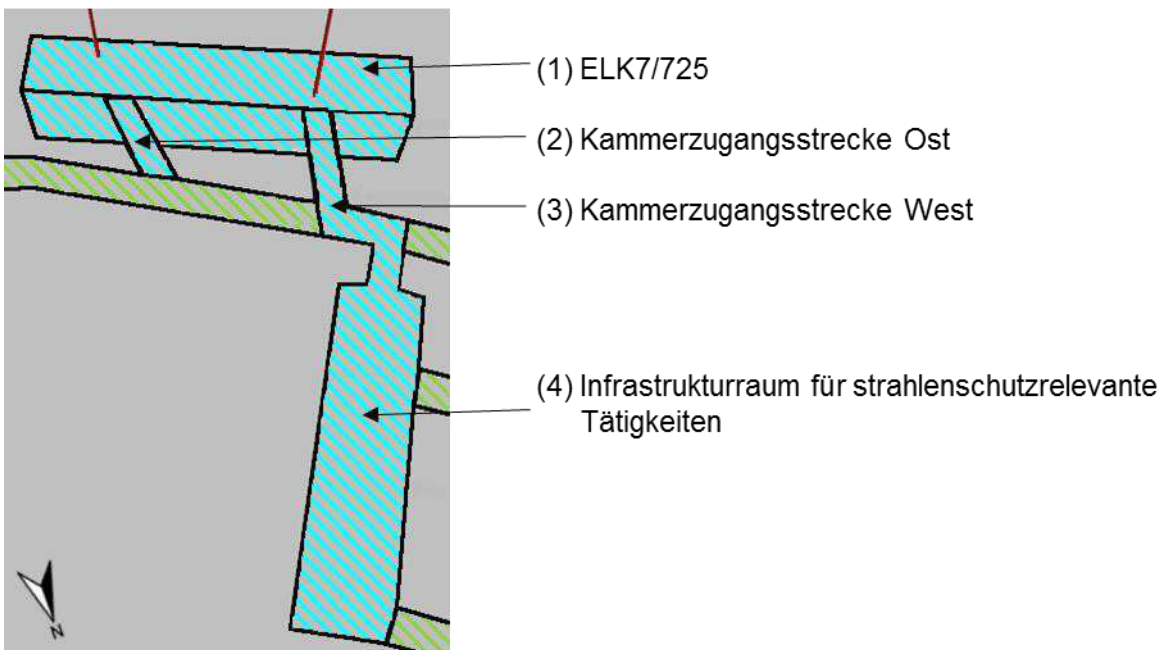 (1) ELK7/725
(2) Kammerzugangsstrecke Ost
(3) Kammerzugangsstrecke West
(4) Infrastrukturraum für strahlenschutzrelevante
Tätigkeiten
N